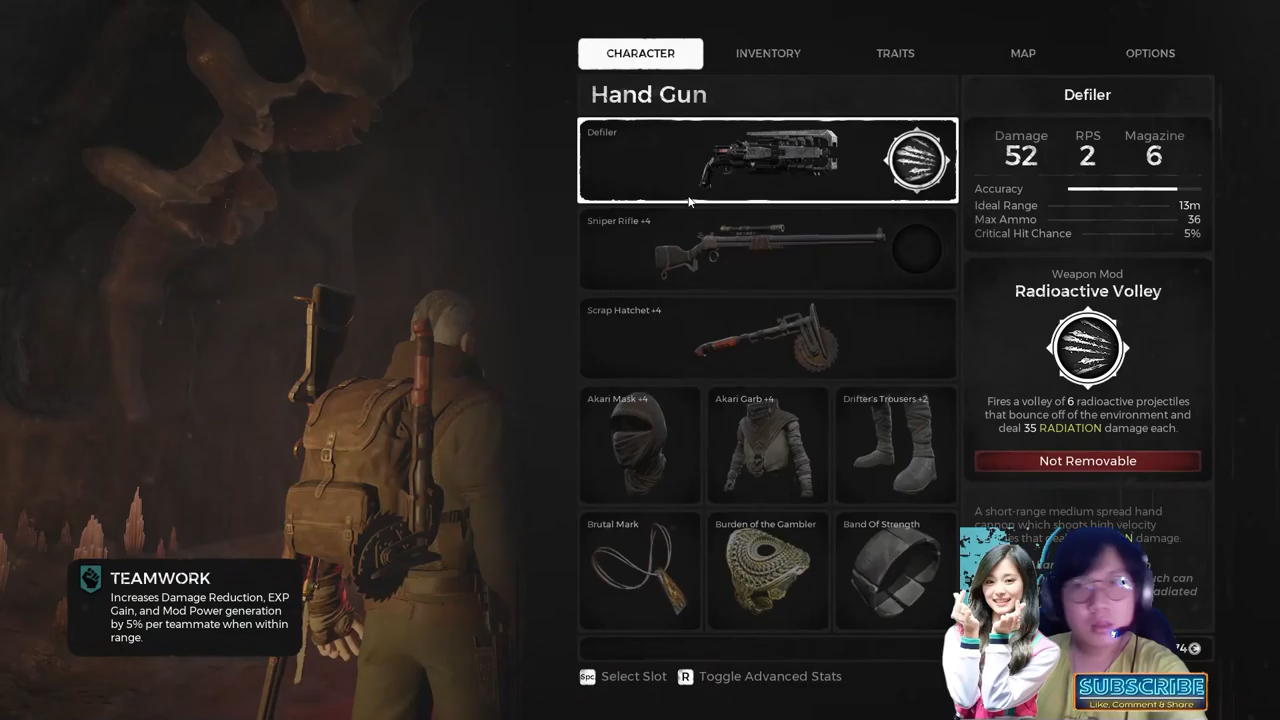 CHARACTER
INVENTORY
TRAITS
MAP
OPTIONS
Hand Gun
Defiler
Sniper Rifle +4
Scrap Hatchet +4
Akari Mask +4
Akari Garb +4
Drifter's Trousers +2
Brutal Mark
Burden of the Gambler
Band Of Strength
Spc Select Slot
R Toggle Advanced Stats
Defiler
Damage RPS Magazine
52 2 6
Accuracy
Ideal Range 13m
Max Ammo 36
Critical Hit Chance 5%
Weapon Mod
Radioactive Volley
Fires a volley of 6 radioactive projectiles
that bounce off of the environment and
deal 35 RADIATION damage each.
Not Removable
A short-range medium spread hand
cannon which shoots high velocity
that damage.
TEAMWORK
Increases Damage Reduction, EXP
Gain, and Mod Power generation
by 5% per teammate when within
range.
SUBSCRIBE
Like, Comment & Share